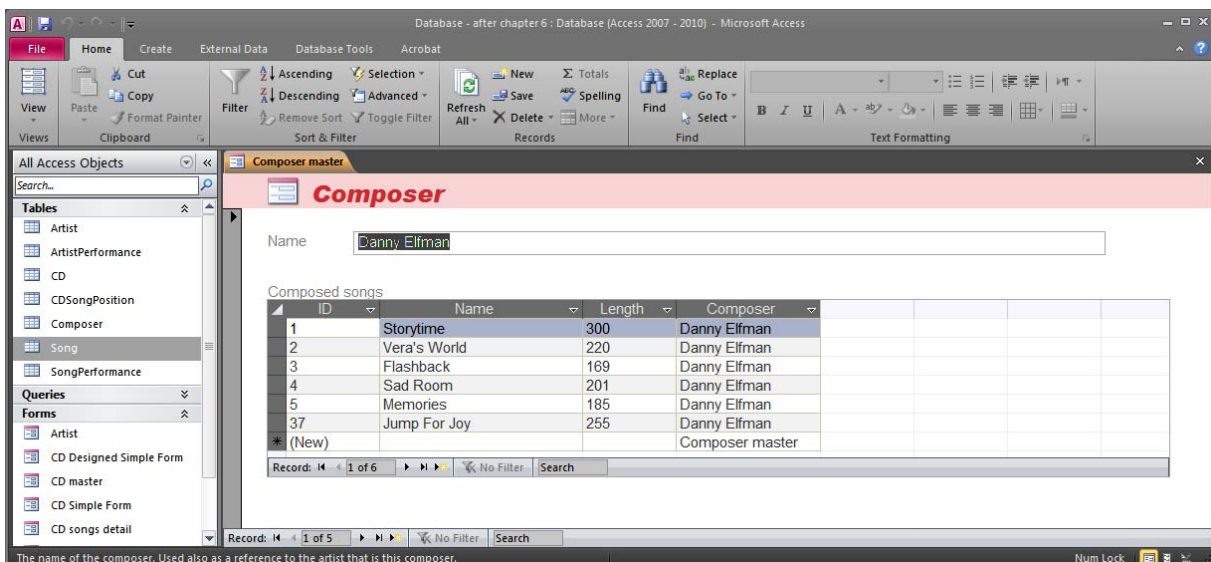 Database - after chapter 6 : Database (Access 2007 - 2010) - Microsoft Access
File Home Create External Data Database Tools Acrobat
View
Views
Paste
Cut
Copy
Format Painter
Clipboard
Filter
Ascending
Descending
Remove Sort
Selection
Advanced
Toggle Filter
Sort & Filter
Refresh All
New
Save
Delete
Totals
Spelling
More
Records
Find
Replace
Go To
Select
Find
B I U A
Text Formatting
All Access Objects
Search...
Tables
Artist
ArtistPerformance
CD
CDSongPosition
Composer
Song
SongPerformance
Queries
Forms
Artist
CD Designed Simple Form
CD master
CD Simple Form
CD songs detail
Composer master
Composer
Name Danny Elfman
Composed songs
ID Name Length Composer
1 Storytime 300 Danny Elfman
2 Vera's World 220 Danny Elfman
3 Flashback 169 Danny Elfman
4 Sad Room 201 Danny Elfman
5 Memories 185 Danny Elfman
37 Jump For Joy 255 Danny Elfman
(New) Composer master
Record: 1 of 6 No Filter Search
Record: 1 of 5 No Filter Search
The name of the composer. Used also as a reference to the artist that is this composer. Num Lock